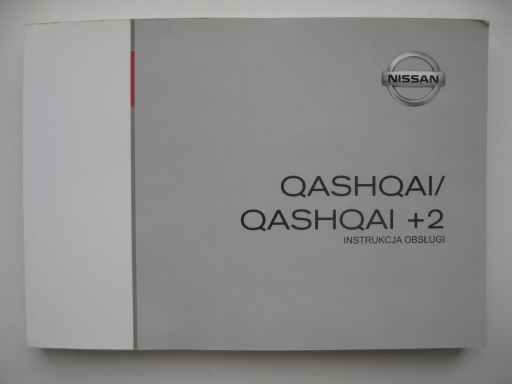 NISSAN
QASHQAI/
QASHQAI +2
INSTRUKCJA OBSŁUGI